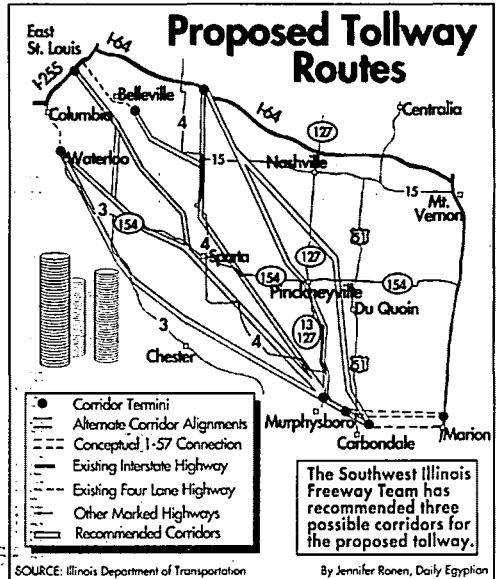 Proposed Tollway
Routes
East
St. Louis
I-64
I-255
Belleville
Columbia
4
I-64
Centralia
127
Waterloo
15
Nashville
15
Mt.
Vernon
3
154
51
4
Sparta
127
154
154
Pinckneyville
Du Quoin
13
127
3
4
Chester
51
Murphysboro
Carbondale
Marion
Corridor Termini
Alternate Corridor Alignments
Conceptual I-57 Connection
Existing Interstate Highway
Existing Four Lane Highway
Other Marked Highways
Recommended Corridors
The Southwest Illinois
Freeway Team has
recommended three
possible corridors for
the proposed tollway.
SOURCE: Illinois Department of Transportation
By Jennifer Ronen, Daily Egyptian